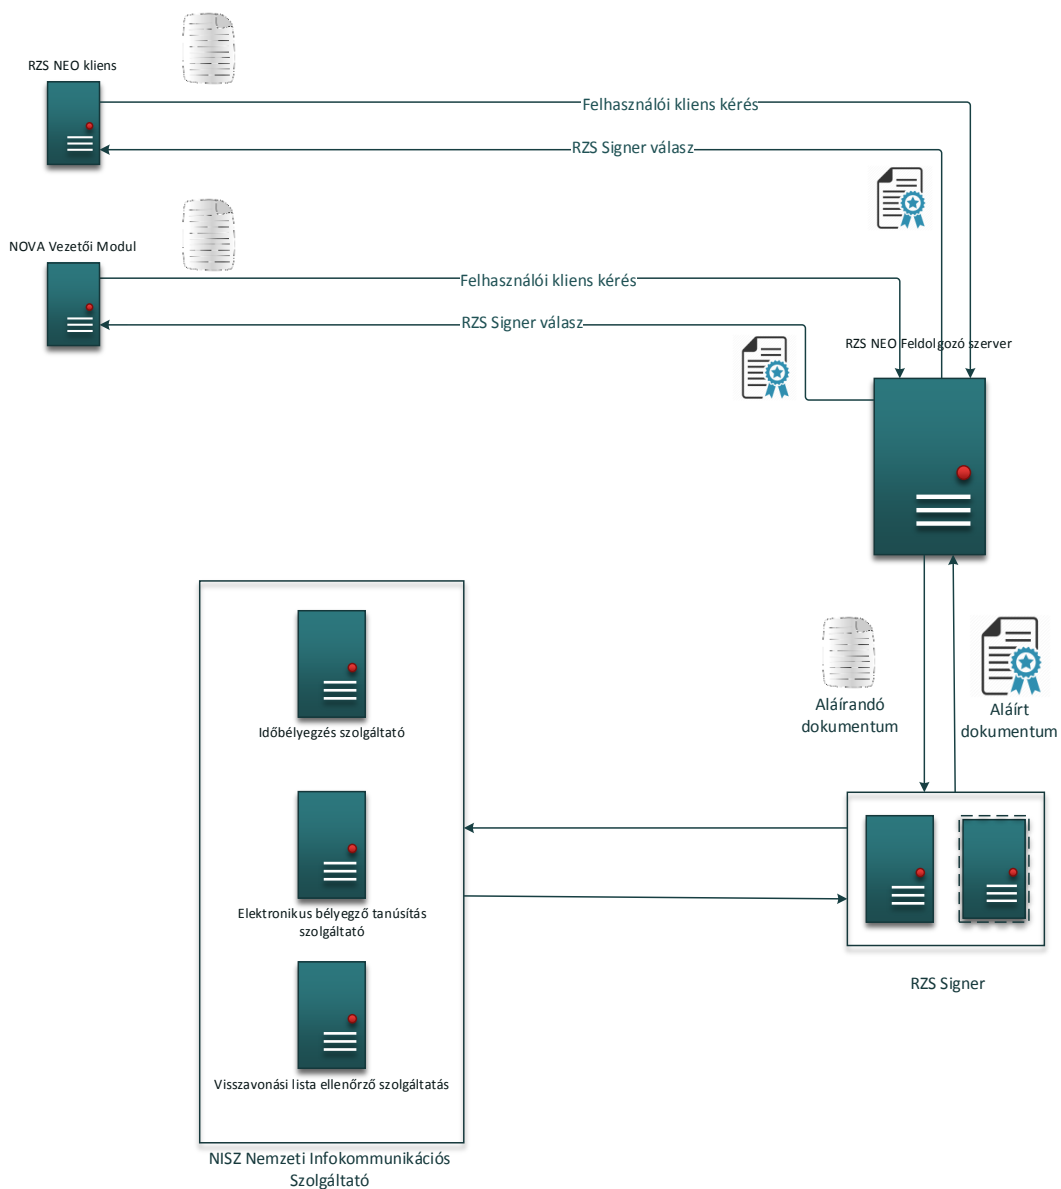 RZS NEO kliens
Felhasználói kliens kérés
RZS Signer válasz
NOVA Vezetői Modul
Felhasználói kliens kérés
RZS Signer válasz
RZS NEO Feldolgozó szerver
Időbélyegzés szolgáltató
Aláírandó
dokumentum
Aláírt
dokumentum
Elektronikus bélyegző tanúsítás
szolgáltató
RZS Signer
Visszavonási lista ellenőrző szolgáltatás
NISZ Nemzeti Infokommunikációs
Szolgáltató